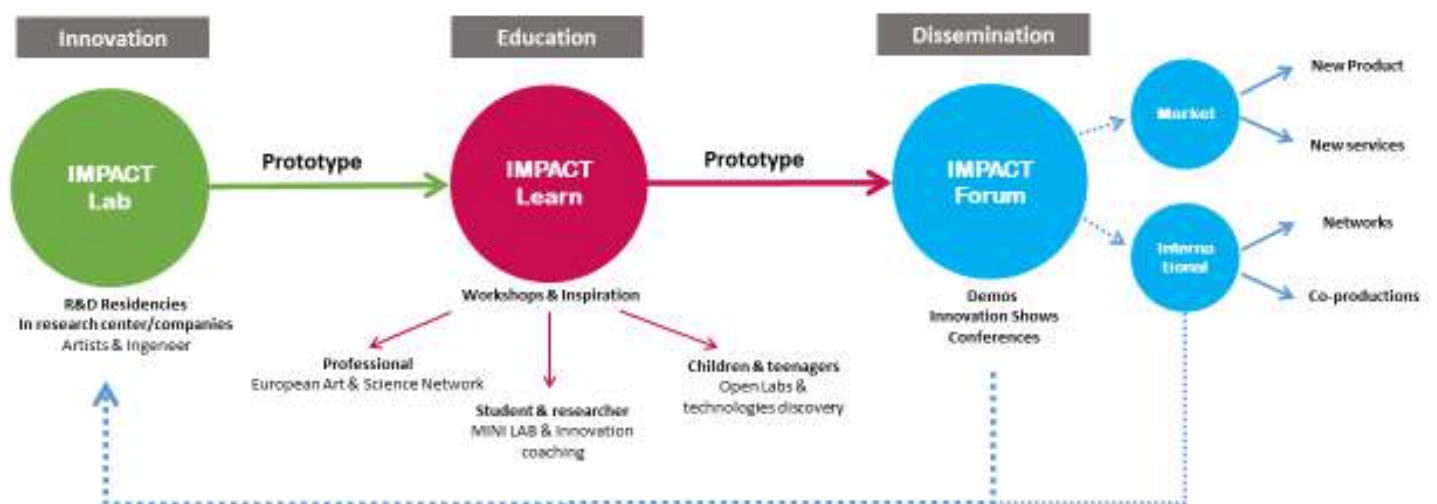 Innovation
Education
Dissemination
IMPACT
Lab
Prototype
IMPACT
Learn
Prototype
IMPACT
Forum
Market
New Product
New services
Interna
tional
Networks
Co-productions
R&D Residencies
In research center/companies
Artists & Ingeneer
Workshops & Inspiration
Professional
European Art & Science Network
Student & researcher
MINI LAB & Innovation
coaching
Children & teenagers
Open Labs &
technologies discovery
Demos
Innovation Shows
Conferences